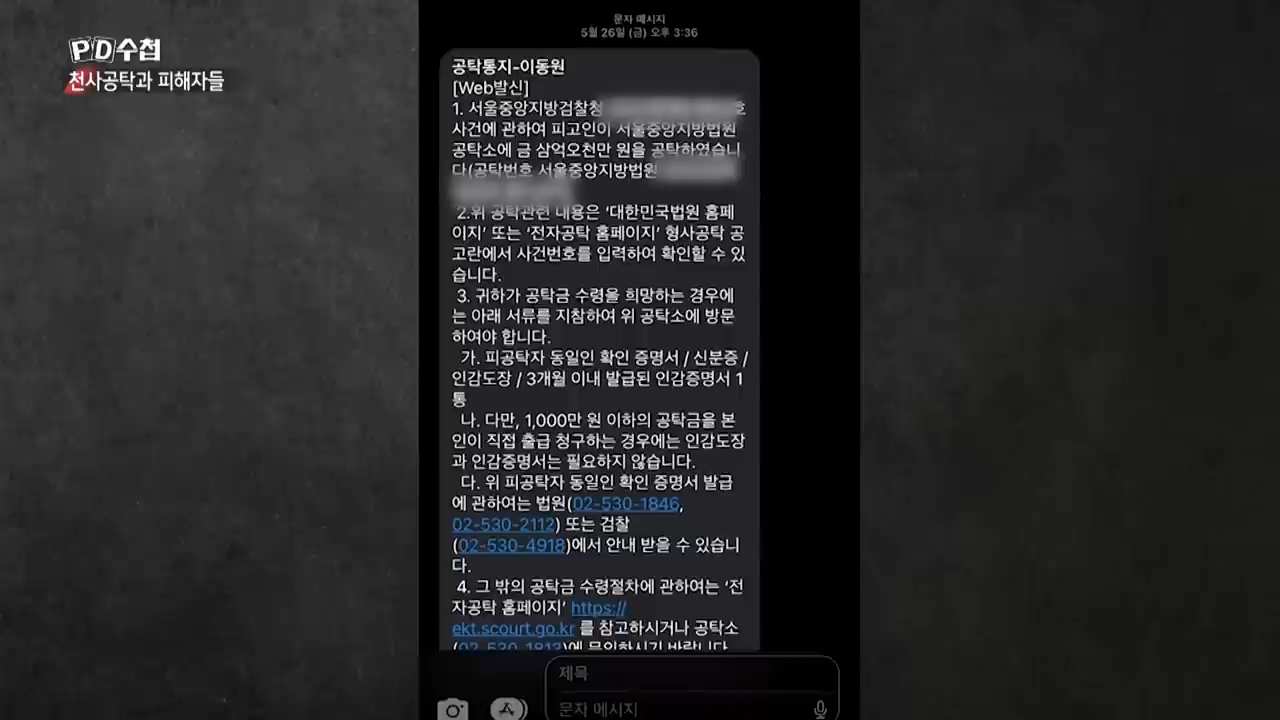 PD수첩
천사공탁과 피해자들
문자 메시지
5월 26일 (금) 오후 3:36
공탁통지-이동원
[Web발신]
1. 서울중앙지방검찰청 호
사건에 관하여 피고인이 서울중앙지방법원
공탁소에 금 삼억오천만 원을 공탁하였습니
다(공탁번호 서울중앙지방법원
2.위 공탁관련 내용은 ‘대한민국법원 홈페
이지’ 또는 ‘전자공탁 홈페이지’ 형사공탁 공
고란에서 사건번호를 입력하여 확인할 수 있
습니다.
3. 귀하가 공탁금 수령을 희망하는 경우에
는 아래 서류를 지참하여 위 공탁소에 방문
하여야 합니다.
가. 피공탁자 동일인 확인 증명서 / 신분증 /
인감도장 / 3개월 이내 발급된 인감증명서 1
통
나. 다만, 1,000만 원 이하의 공탁금을 본
인이 직접 출급 청구하는 경우에는 인감도장
과 인감증명서는 필요하지 않습니다.
다. 위 피공탁자 동일인 확인 증명서 발급
에 관하여는 법원(02-530-1846,
02-530-2112) 또는 검찰
(02-530-4918)에서 안내 받을 수 있습니
다.
4. 그 밖의 공탁금 수령절차에 관하여는 ‘전
자공탁 홈페이지’ https://
ekt.scourt.go.kr 를 참고하시거나 공탁소
(02-530-1813)에 문의하시기 바랍니다.
제목
문자 메시지